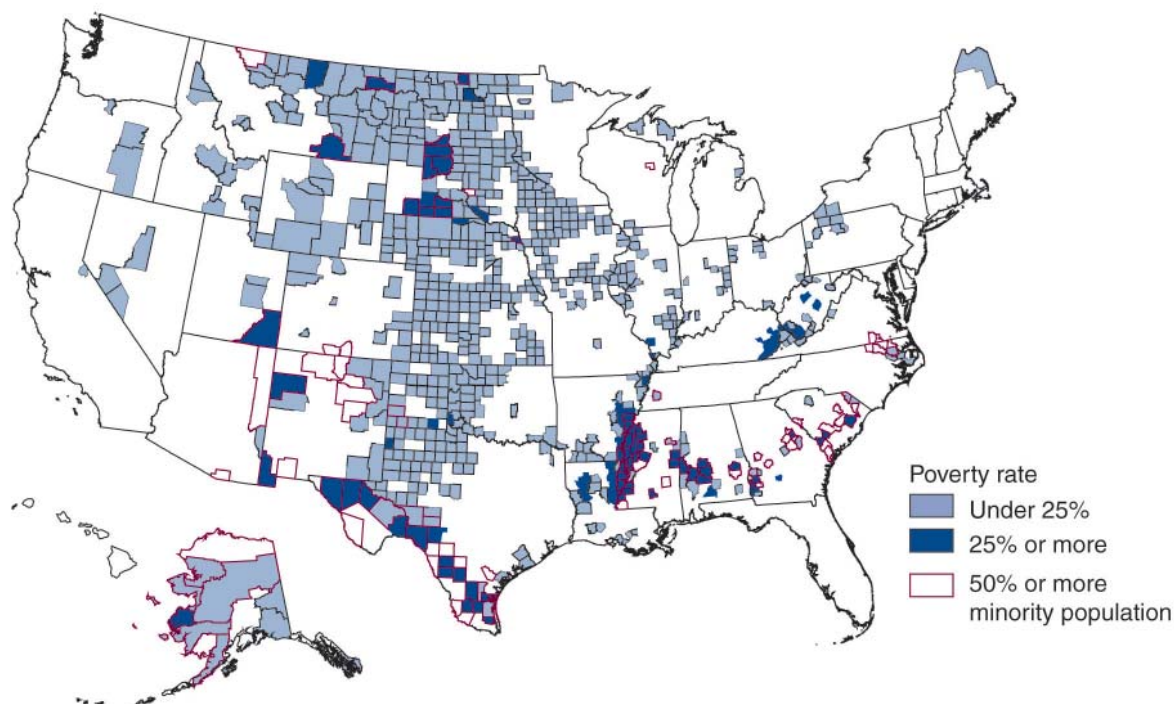 Poverty rate
Under 25%
25% or more
50% or more
minority population